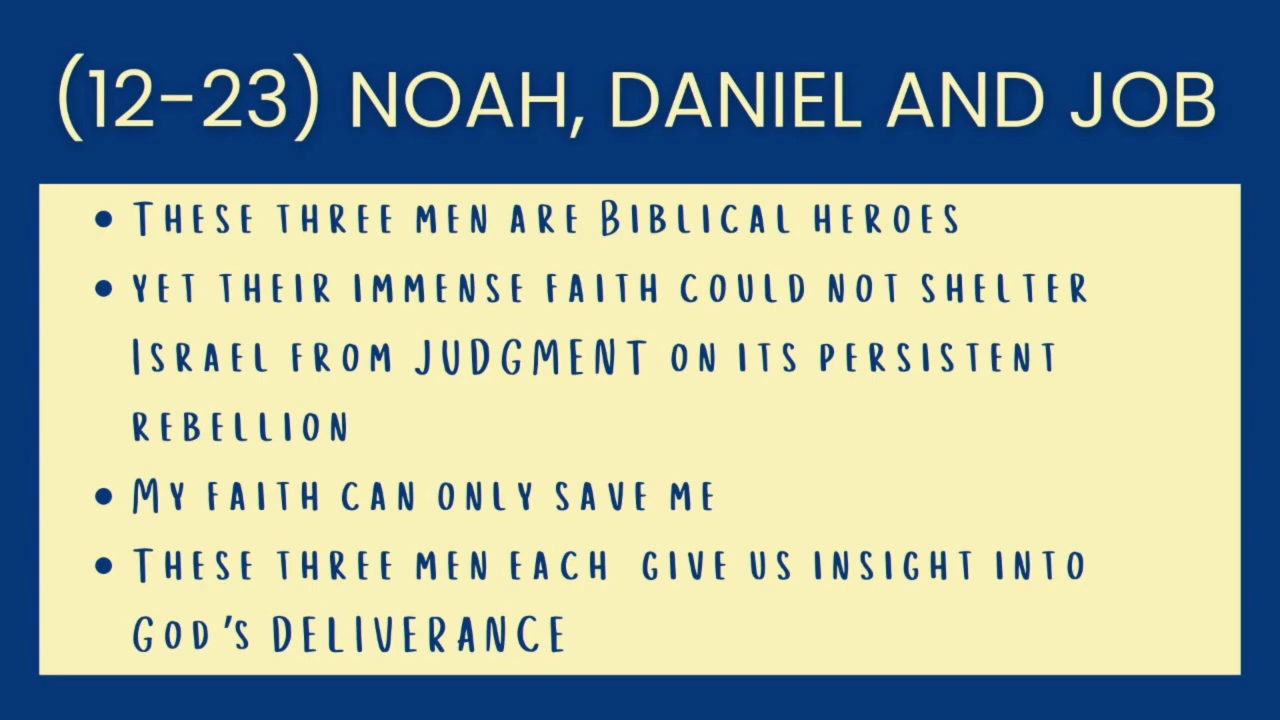 (12-23) NOAH, DANIEL AND JOB
• THESE THREE MEN ARE BIBLICAL HEROES
• YET THEIR IMMENSE FAITH COULD NOT SHELTER
ISRAEL FROM JUDGMENT ON ITS PERSISTENT
REBELLION
• MY FAITH CAN ONLY SAVE ME
• THESE THREE MEN EACH GIVE US INSIGHT INTO
GOD'S DELIVERANCE